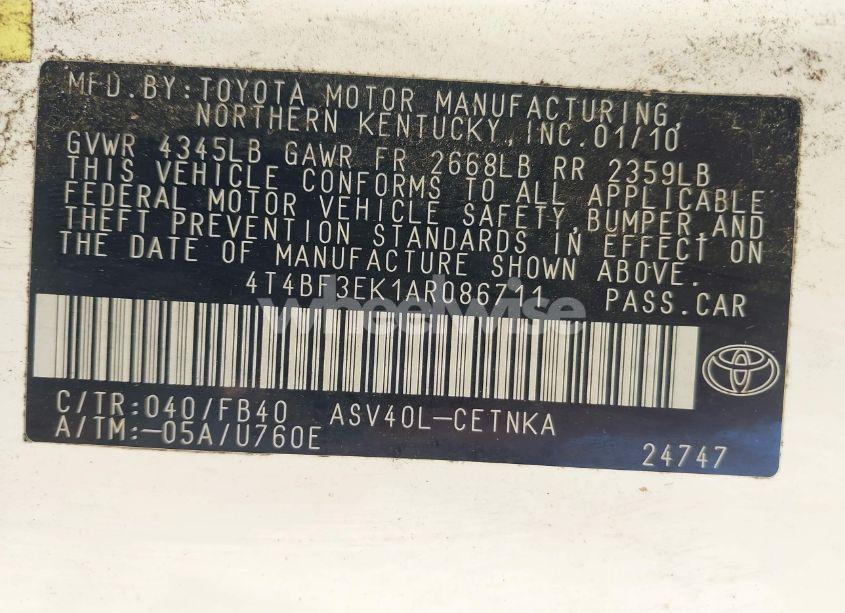 MFD. BY: TOYOTA MOTOR MANUFACTURING,
NORTHERN KENTUCKY, INC. 01/10
GVWR 4345LB GAWR FR 2668LB RR 2359LB
THIS VEHICLE CONFORMS TO ALL APPLICABLE
FEDERAL MOTOR VEHICLE SAFETY, BUMPER, AND
THEFT PREVENTION STANDARDS IN EFFECT ON
THE DATE OF MANUFACTURE SHOWN ABOVE.
4T4BF3EK1AR086711 PASS.CAR
wheelwise
C/TR: 040/FB40 ASV40L-CETNKA
A/TM: -05A/U760E
24747